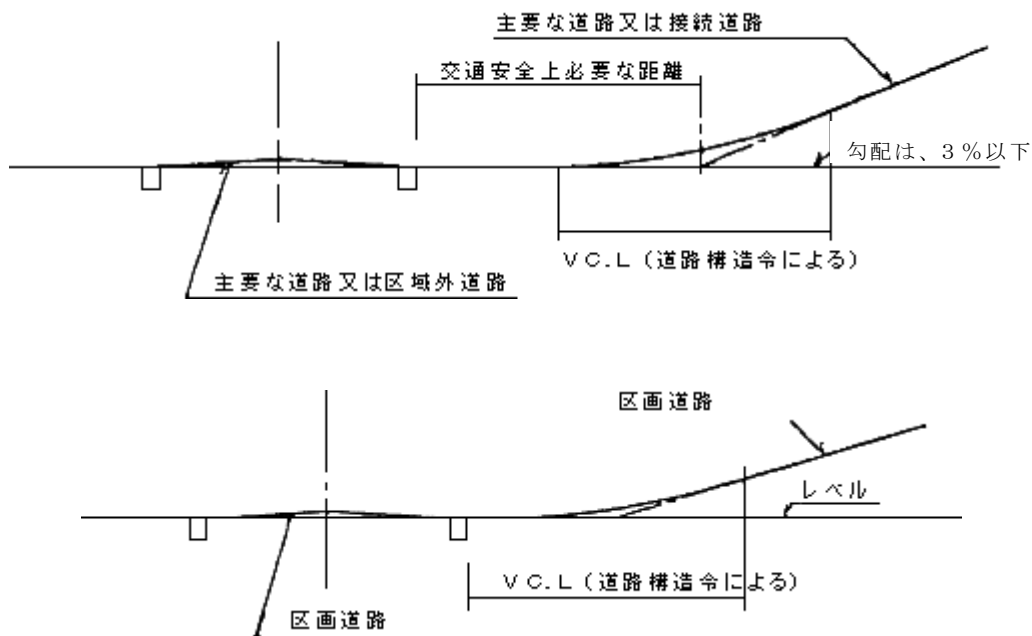 主要な道路又は接続道路
交通安全上必要な距離
勾配は、3％以下
VC.L（道路構造令による）
主要な道路又は区域外道路
区画道路
レベル
VC.L（道路構造令による）
区画道路